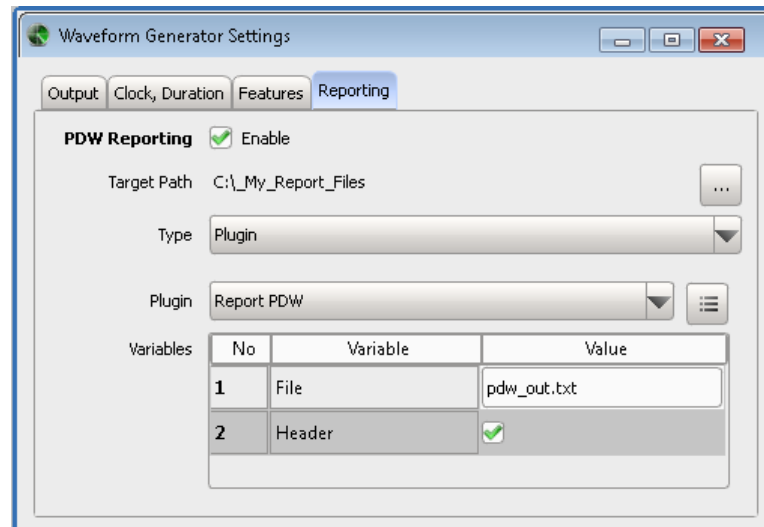 Waveform Generator Settings
Output Clock, Duration Features Reporting
PDW Reporting Enable
Target Path C:\_My_Report_Files ...
Type Plugin
Plugin Report PDW
Variables No Variable Value
1 File pdw_out.txt
2 Header